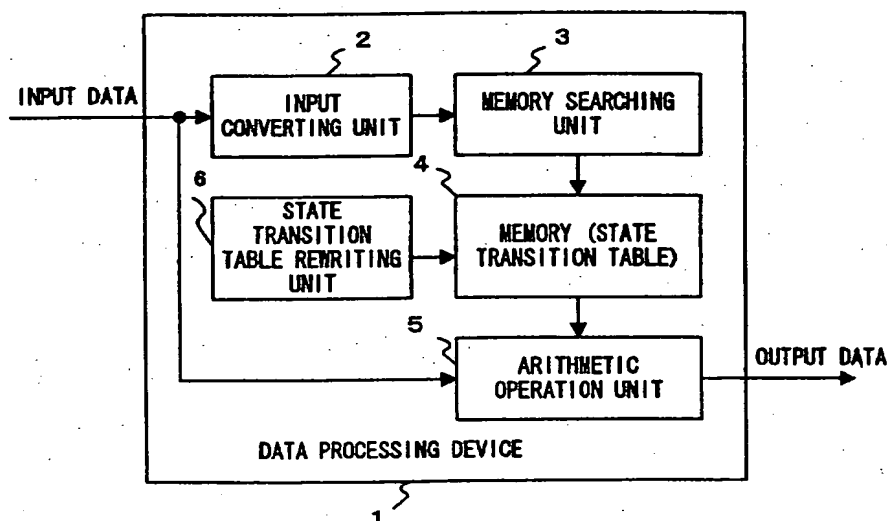 2
3
INPUT DATA
INPUT
CONVERTING UNIT
MEMORY SEARCHING
UNIT
6
4
STATE
TRANSITION
TABLE REWRITING
UNIT
MEMORY (STATE
TRANSITION TABLE)
5
ARITHMETIC
OPERATION UNIT
OUTPUT DATA
DATA PROCESSING DEVICE
1